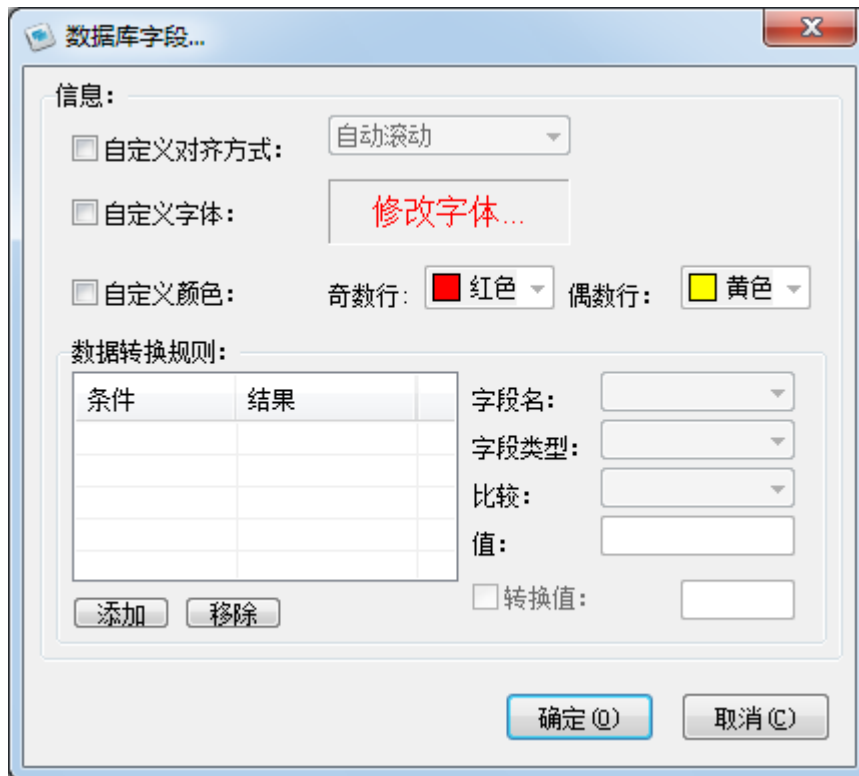 数据库字段...
信息：
自定义对齐方式： 自动滚动
自定义字体： 修改字体...
自定义颜色： 奇数行： 红色 偶数行： 黄色
数据转换规则：
条件 结果
字段名：
字段类型：
比较：
值：
转换值：
添加 移除
确定(O) 取消(C)